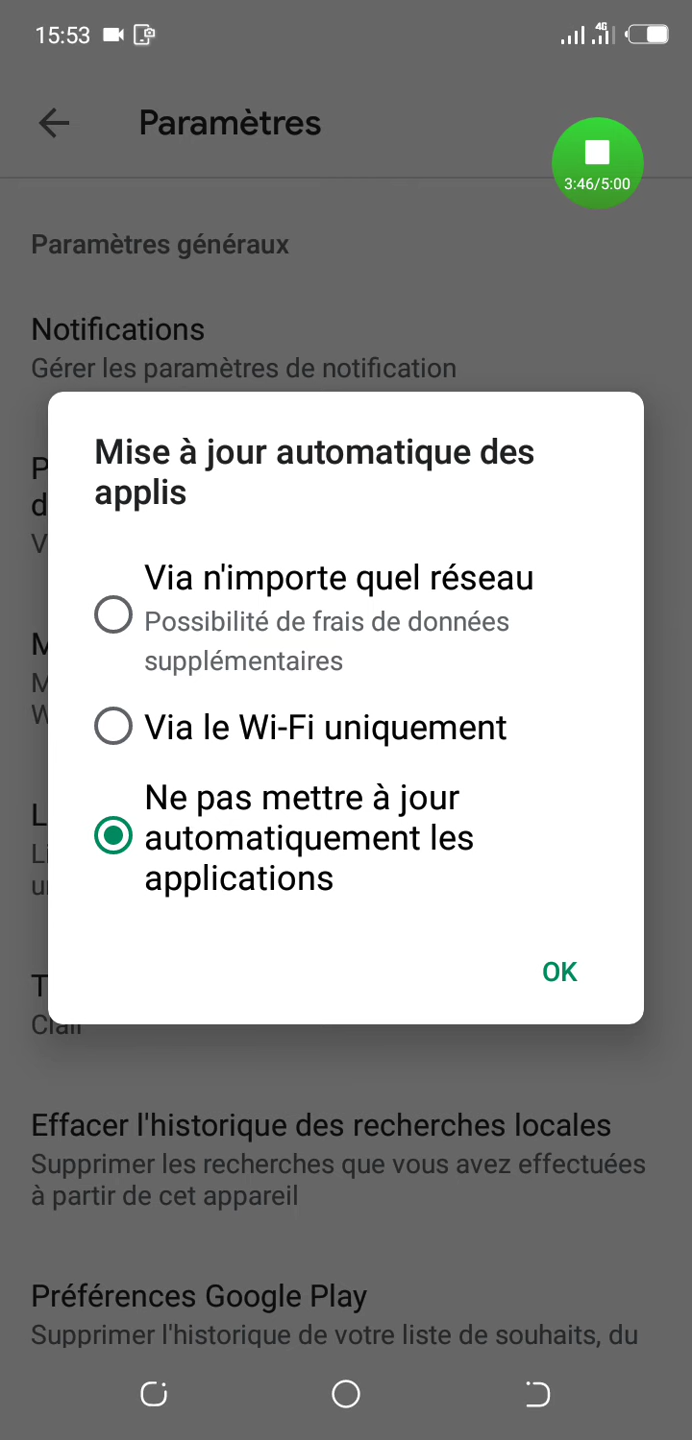 15:53
4G
Paramètres
3:46/5:00
Paramètres généraux
Notifications
Gérer les paramètres de notification
Mise à jour automatique des
applis
Via n'importe quel réseau
Possibilité de frais de données
supplémentaires
Via le Wi-Fi uniquement
Ne pas mettre à jour
automatiquement les
applications
OK
Clair
Effacer l'historique des recherches locales
Supprimer les recherches que vous avez effectuées
à partir de cet appareil
Préférences Google Play
Supprimer l'historique de votre liste de souhaits, du